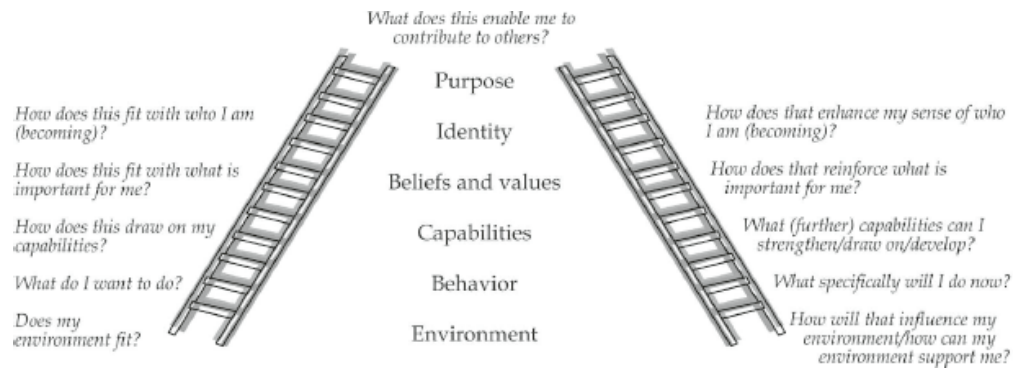 What does this enable me to
contribute to others?
Purpose
How does this fit with who I am
(becoming)?
Identity
How does that enhance my sense of who
I am (becoming)?
How does this fit with what is
important for me?
Beliefs and values
How does that reinforce what is
important for me?
How does this draw on my
capabilities?
Capabilities
What (further) capabilities can I
strengthen/draw on/develop?
What do I want to do?
Behavior
What specifically will I do now?
Does my
environment fit?
Environment
How will that influence my
environment/how can my
environment support me?